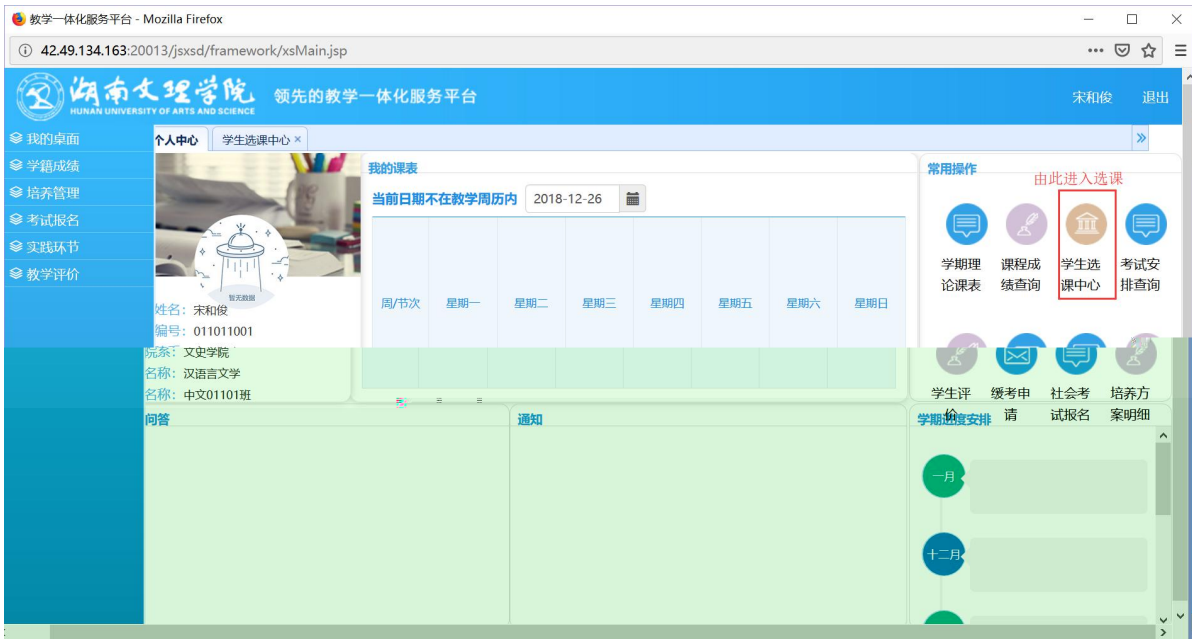 教学一体化服务平台 - Mozilla Firefox
42.49.134.163:20013/jsxsd/framework/xsMain.jsp
湖南文理学院
HUNAN UNIVERSITY OF ARTS AND SCIENCE
领先的教学一体化服务平台
宋和俊 退出
我的桌面
学籍成绩
培养管理
考试报名
实践环节
教学评价
个人中心 学生选课中心 ×
暂无数据
姓名：宋和俊
编号：011011001
院系：文史学院
名称：汉语言文学
名称：中文01101班
我的课表
当前日期不在教学周历内 2018-12-26
周/节次 星期一 星期二 星期三 星期四 星期五 星期六 星期日
常用操作
由此进入选课
学期理论课表
课程成绩查询
学生选课中心
考试安排查询
学生评价
缓考申请
社会考试报名
培养方案明细
问答
通知
学期进度安排
一月
十二月